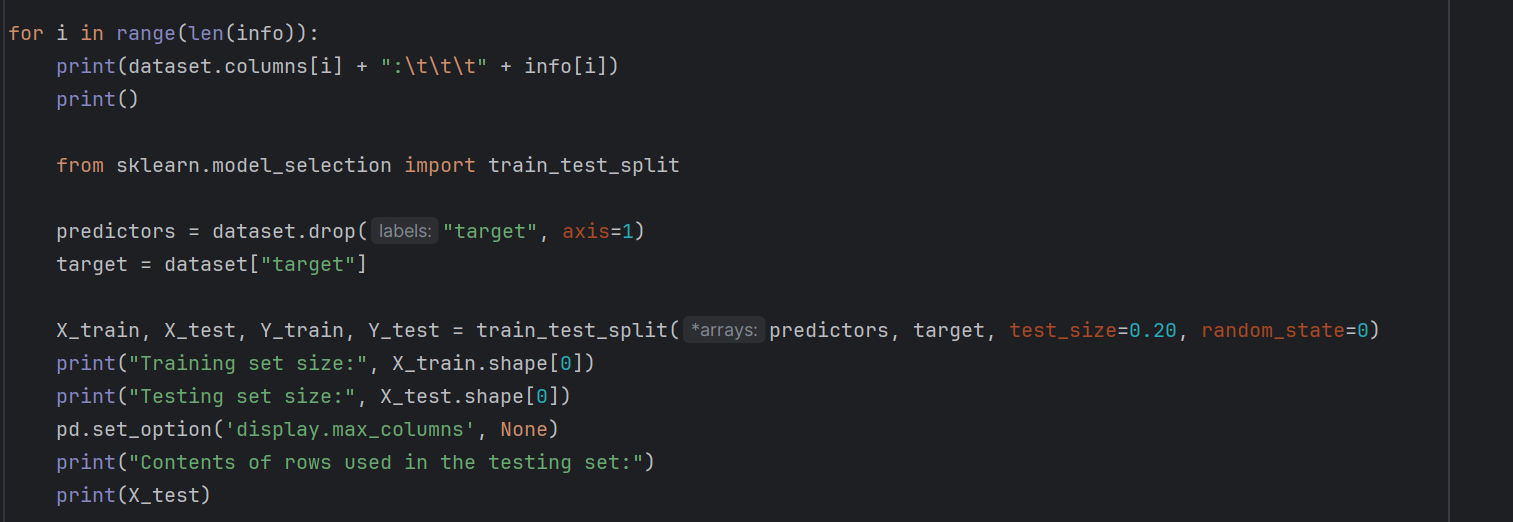 for i in range(len(info)):
    print(dataset.columns[i] + ":\t\t\t" + info[i])
    print()

    from sklearn.model_selection import train_test_split

    predictors = dataset.drop(labels: "target", axis=1)
    target = dataset["target"]

    X_train, X_test, Y_train, Y_test = train_test_split(*arrays: predictors, target, test_size=0.20, random_state=0)
    print("Training set size:", X_train.shape[0])
    print("Testing set size:", X_test.shape[0])
    pd.set_option('display.max_columns', None)
    print("Contents of rows used in the testing set:")
    print(X_test)